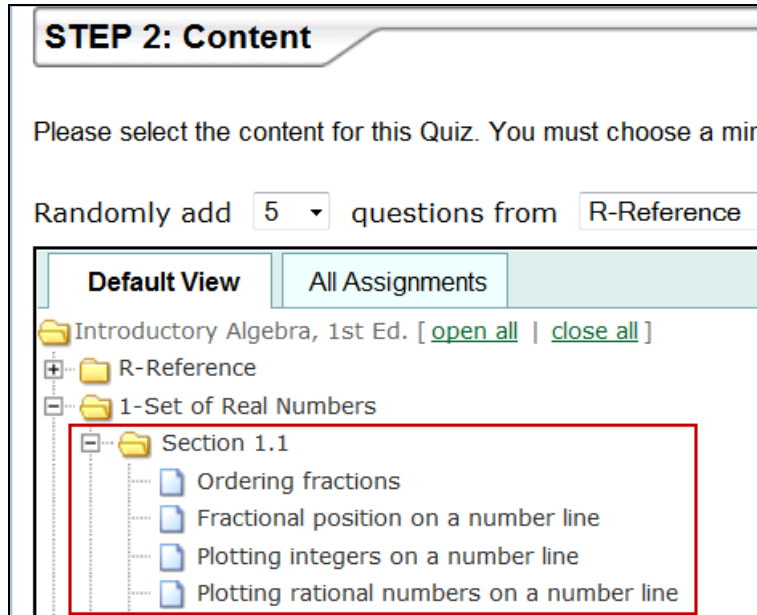 STEP 2: Content
Please select the content for this Quiz. You must choose a
Randomly add 5 questions from R-Reference
Default View All Assignments
Introductory Algebra, 1st Ed. [ open all | close all ]
R-Reference
1-Set of Real Numbers
Section 1.1
Ordering fractions
Fractional position on a number line
Plotting integers on a number line
Plotting rational numbers on a number line